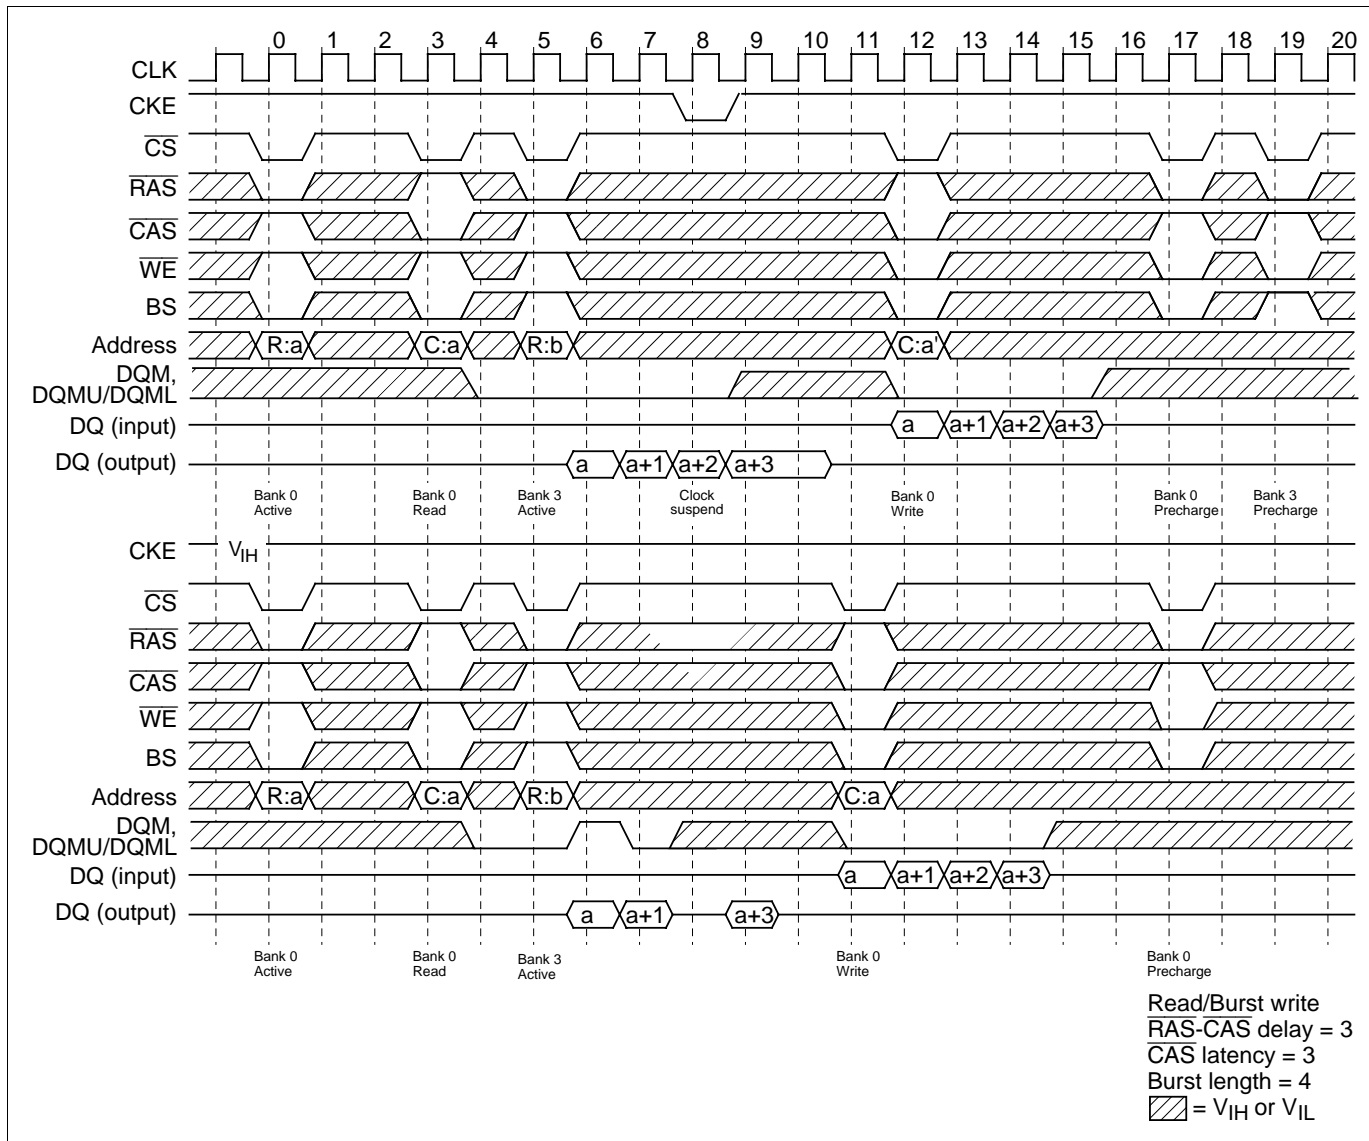 0 1 2 3 4 5 6 7 8 9 10 11 12 13 14 15 16 17 18 19 20
CLK
CKE
CS
RAS
CAS
WE
BS
Address R:a C:a R:b C:a'
DQM,
DQMU/DQML
DQ (input) a a+1 a+2 a+3
DQ (output) a a+1 a+2 a+3
Bank 0 Bank 0 Bank 3 Clock Bank 0 Bank 0 Bank 3
Active Read Active suspend Write Precharge Precharge
CKE VIH
CS
RAS
CAS
WE
BS
Address R:a C:a R:b C:a
DQM,
DQMU/DQML
DQ (input) a a+1 a+2 a+3
DQ (output) a a+1 a+3
Bank 0 Bank 0 Bank 3 Bank 0 Bank 0
Active Read Active Write Precharge
Read/Burst write
RAS-CAS delay = 3
CAS latency = 3
Burst length = 4
= VIH or VIL